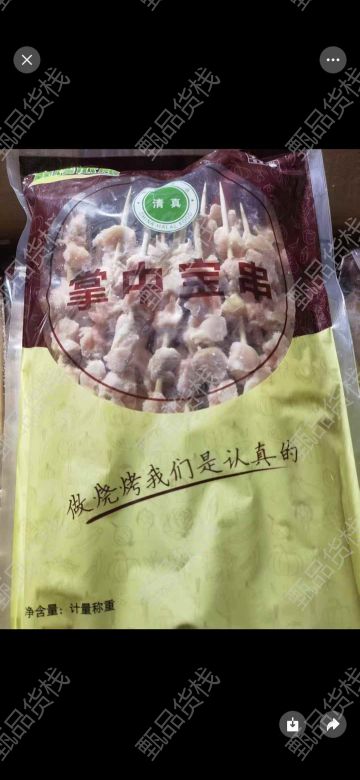 清真
掌中宝串
做烧烤我们是认真的
净含量：计量称重
甄品货栈